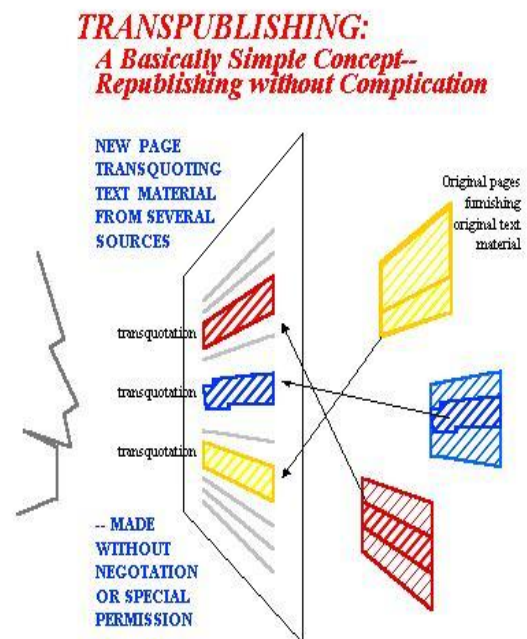 TRANSPUBLISHING:
A Basically Simple Concept--
Republishing without Complication
NEW PAGE
TRANSQUOTING
TEXT MATERIAL
FROM SEVERAL
SOURCES
Original pages
furnishing
original text
material
transquotation
transquotation
transquotation
-- MADE
WITHOUT
NEGOTATION
OR SPECIAL
PERMISSION